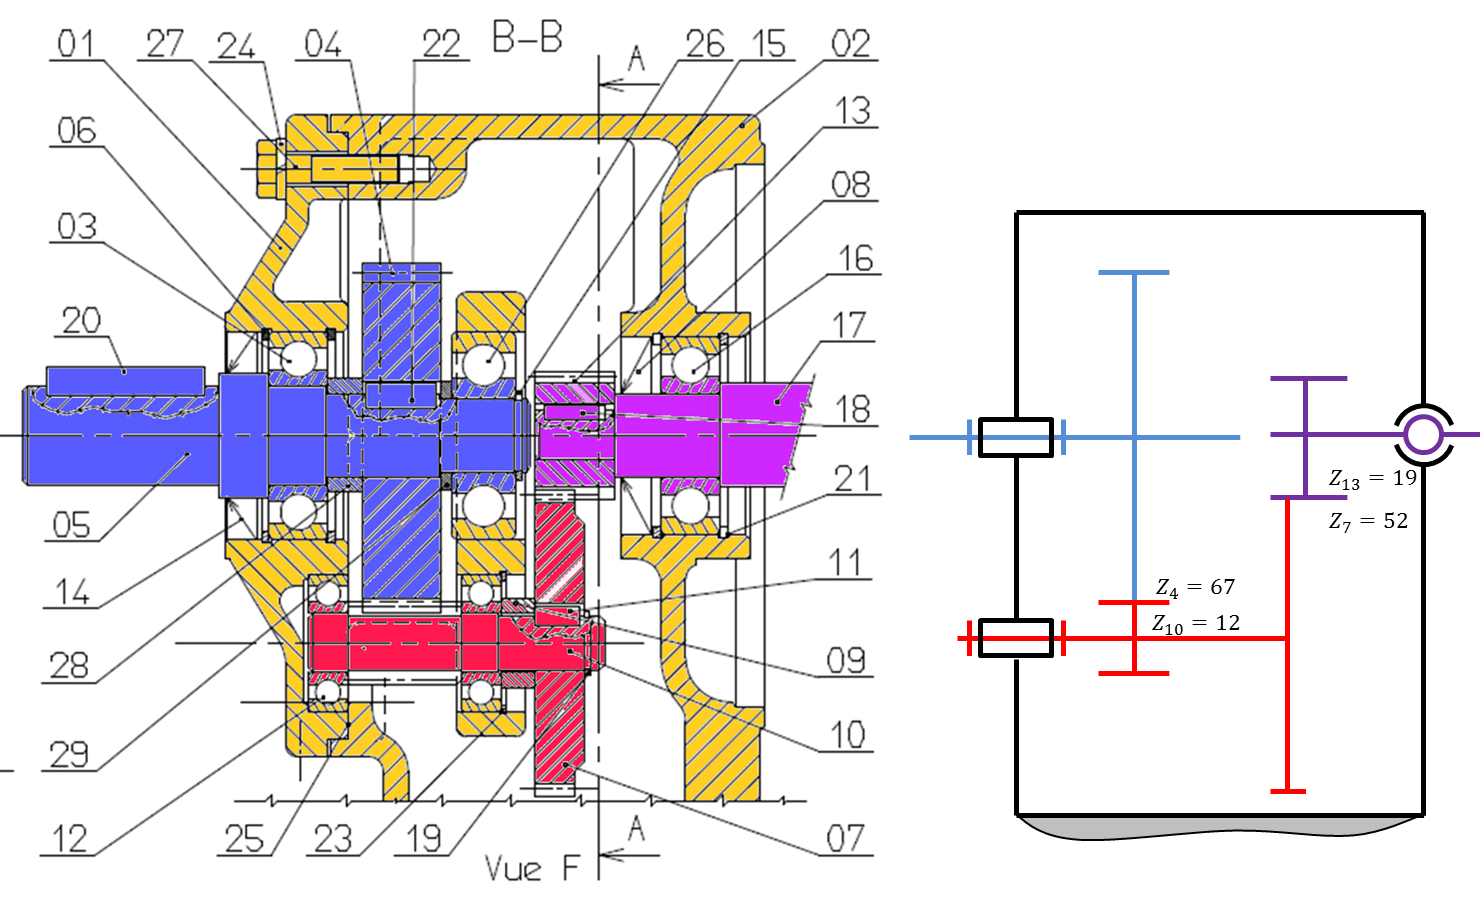 01 27 24 04 22 B-B 26 15 02
A
06 13
03 08
20 16
17
18
05 21
14 11
28 09
29 10
12 25 23 19 A 07
Vue F
Z₁₃ = 19
Z₇ = 52
Z₄ = 67
Z₁₀ = 12